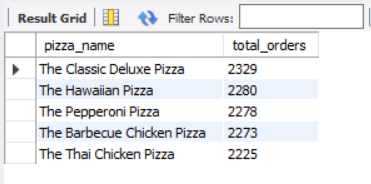 Result Grid Filter Rows:
pizza_name total_orders
The Classic Deluxe Pizza 2329
The Hawaiian Pizza 2280
The Pepperoni Pizza 2278
The Barbecue Chicken Pizza 2273
The Thai Chicken Pizza 2225